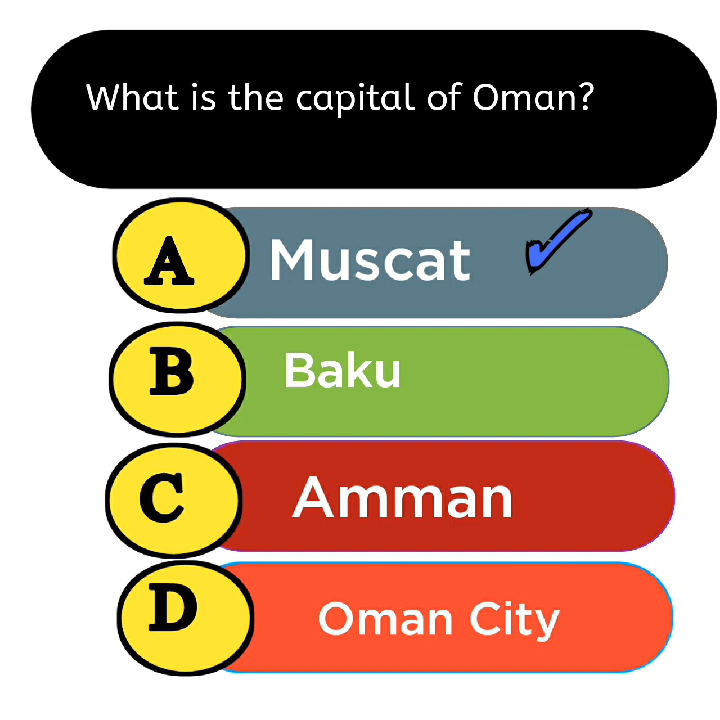 What is the capital of Oman?
A Muscat
B Baku
C Amman
D Oman City